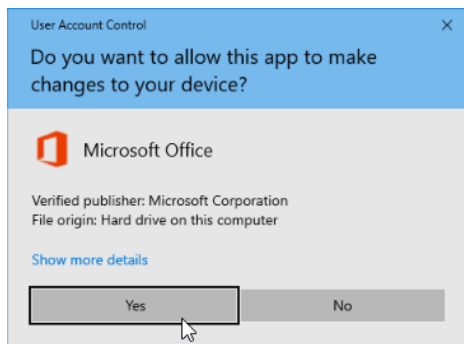 User Account Control
Do you want to allow this app to make
changes to your device?
Microsoft Office
Verified publisher: Microsoft Corporation
File origin: Hard drive on this computer
Show more details
Yes
No